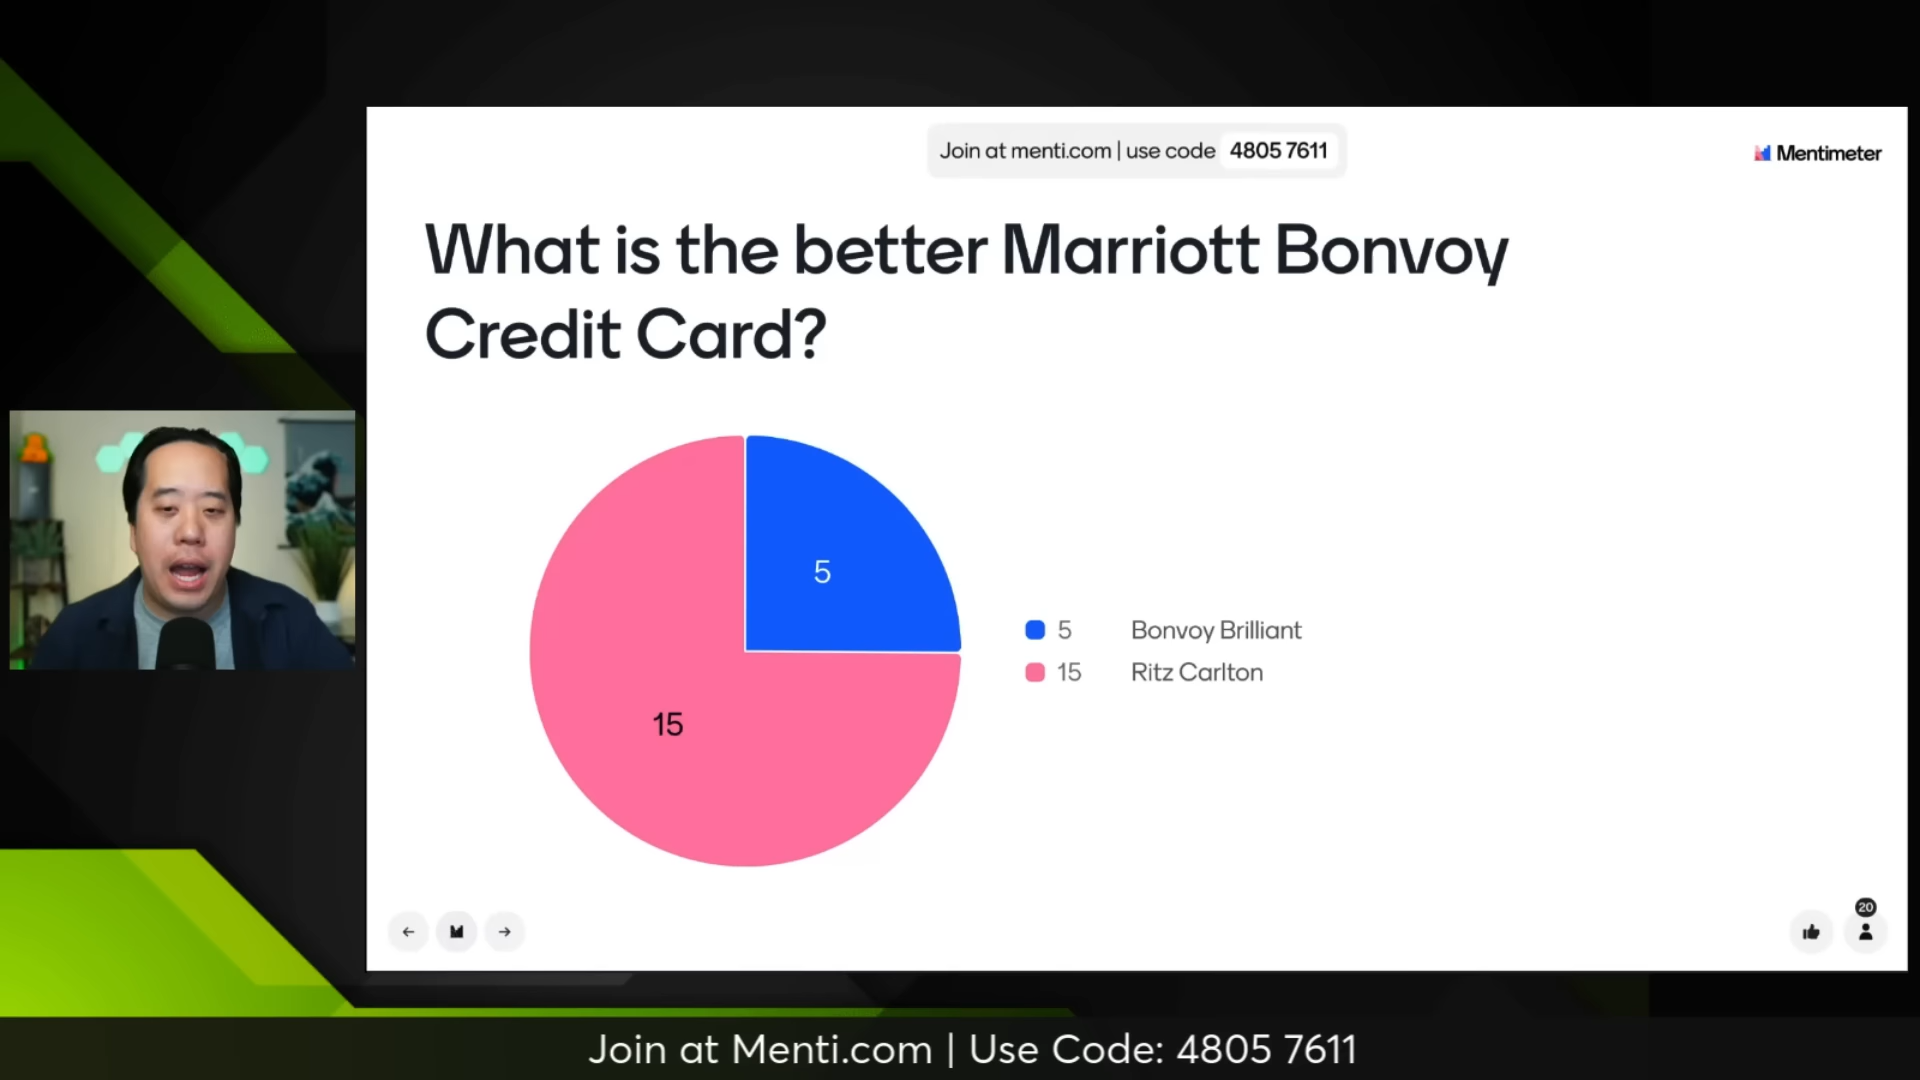 Join at menti.com | use code 4805 7611
Mentimeter
What is the better Marriott Bonvoy
Credit Card?
5
15
5 Bonvoy Brilliant
15 Ritz Carlton
20
Join at Menti.com | Use Code: 4805 7611